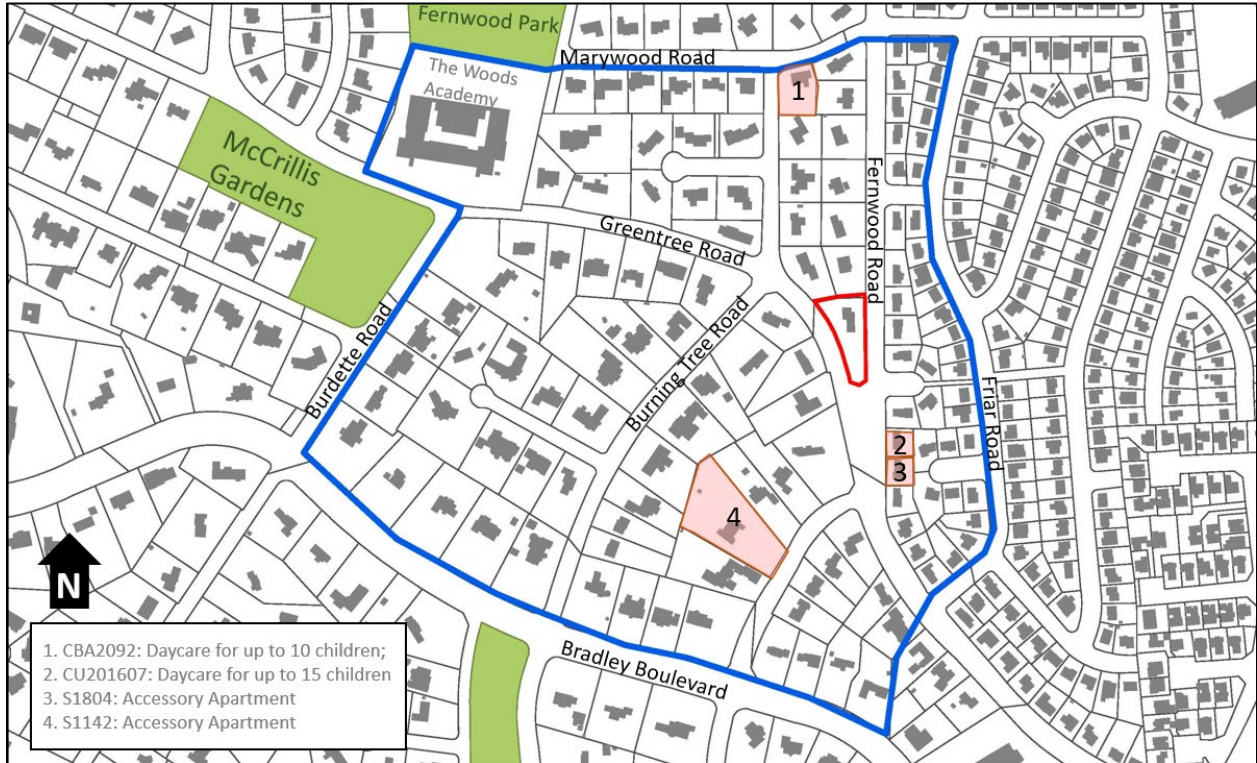 Fernwood Park
Marywood Road
The Woods
Academy
1
McCrillis
Gardens
Fernwood Road
Greentree Road
Burning Tree Road
Burdette Road
Friar Road
2
3
4
N
Bradley Boulevard
1. CBA2092: Daycare for up to 10 children;
2. CU201607: Daycare for up to 15 children
3. S1804: Accessory Apartment
4. S1142: Accessory Apartment